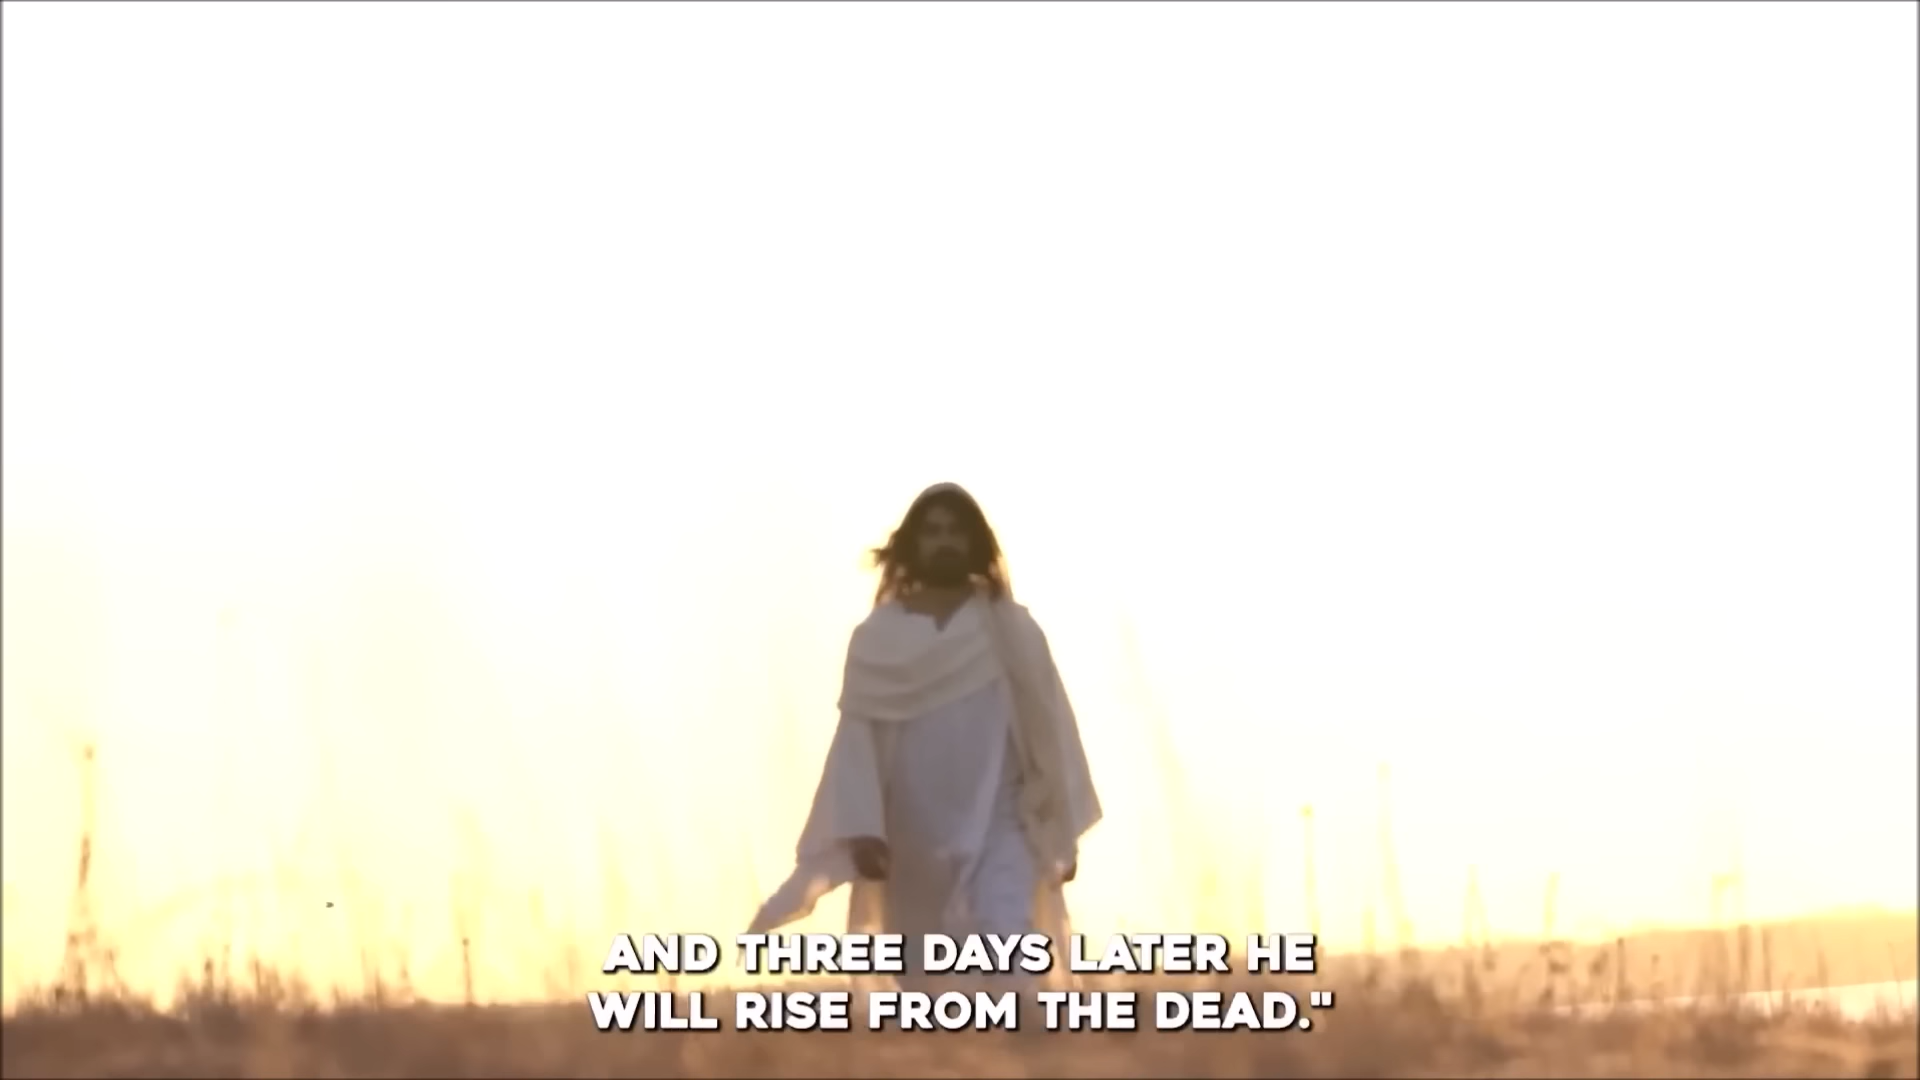 AND THREE DAYS LATER HE
WILL RISE FROM THE DEAD."